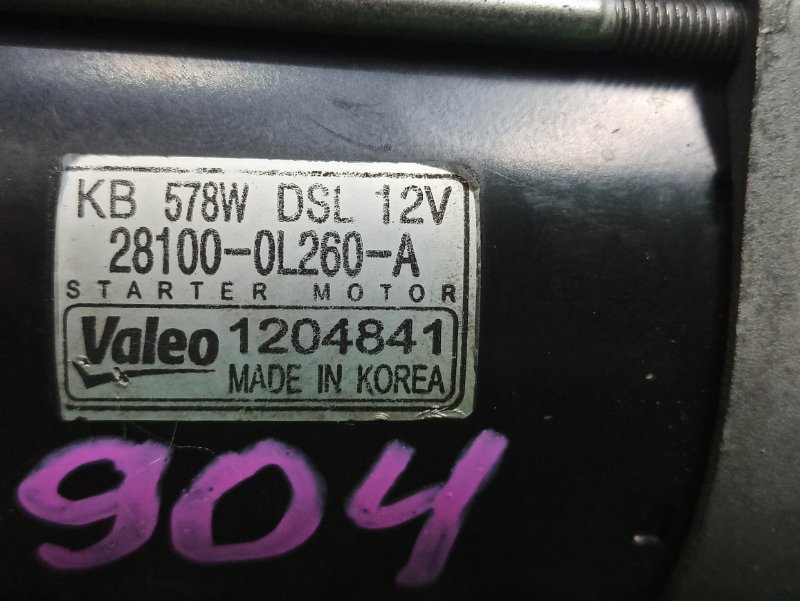 KB 578W DSL 12V
28100-0L260-A
STARTER MOTOR
Valeo 1204841
MADE IN KOREA
904